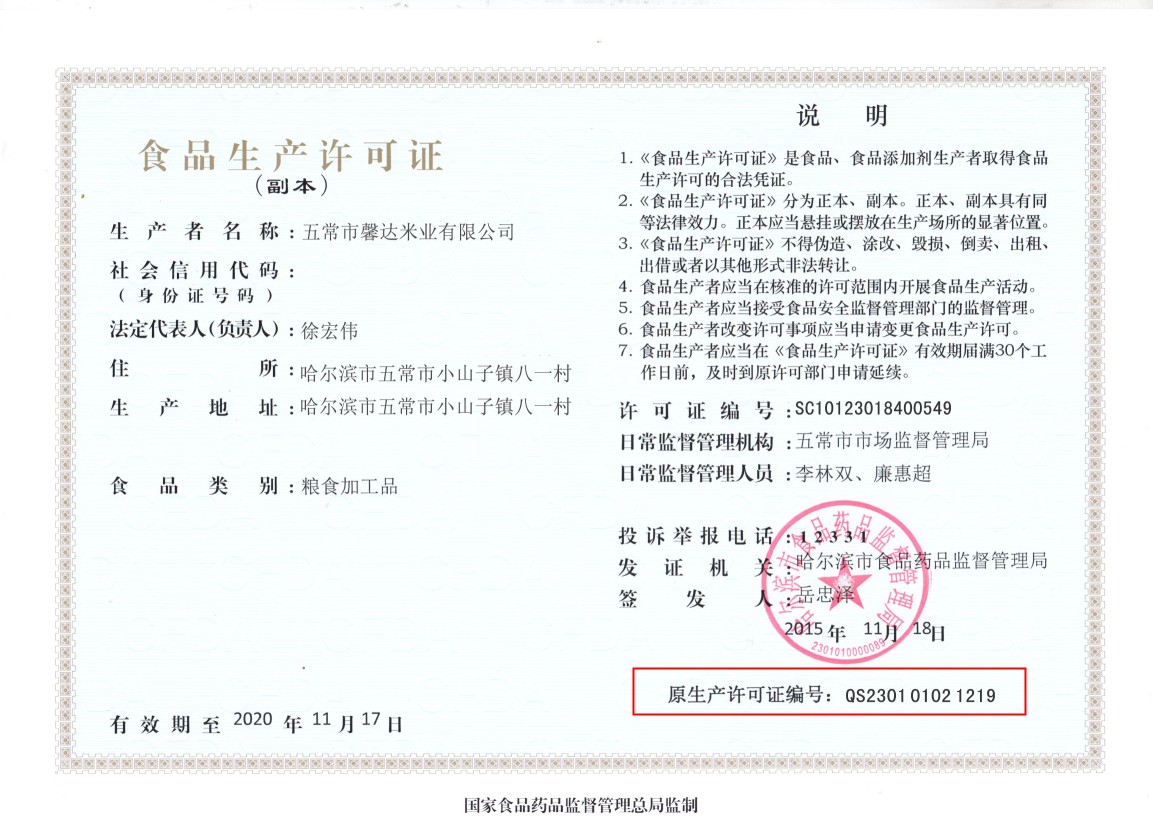 食品生产许可证
（副本）
生产者名称：五常市馨达米业有限公司
社会信用代码：
（身份证号码）
法定代表人（负责人）：徐宏伟
住所：哈尔滨市五常市小山子镇八一村
生产地址：哈尔滨市五常市小山子镇八一村
食品类别：粮食加工品
有效期至 2020 年 11 月 17 日
说 明
1.《食品生产许可证》是食品、食品添加剂生产者取得食品
生产许可的合法凭证。
2.《食品生产许可证》分为正本、副本。正本、副本具有同
等法律效力。正本应当悬挂或摆放在生产场所的显著位置。
3.《食品生产许可证》不得伪造、涂改、毁损、倒卖、出租、
出借或者以其他形式非法转让。
4. 食品生产者应当在核准的许可范围内开展食品生产活动。
5. 食品生产者应当接受食品安全监督管理部门的监督管理。
6. 食品生产者改变许可事项应当申请变更食品生产许可。
7. 食品生产者应当在《食品生产许可证》有效期届满30个工
作日前，及时到原许可部门申请延续。
许可证编号：SC10123018400549
日常监督管理机构：五常市市场监督管理局
日常监督管理人员：李林双、廉惠超
投诉举报电话：12331
发证机关：哈尔滨市食品药品监督管理局
签发人：岳忠泽
2015 年 11 月 18 日
哈尔滨市食品药品监督管理局
2301010000089
原生产许可证编号：QS2301 0102 1219
国家食品药品监督管理总局监制